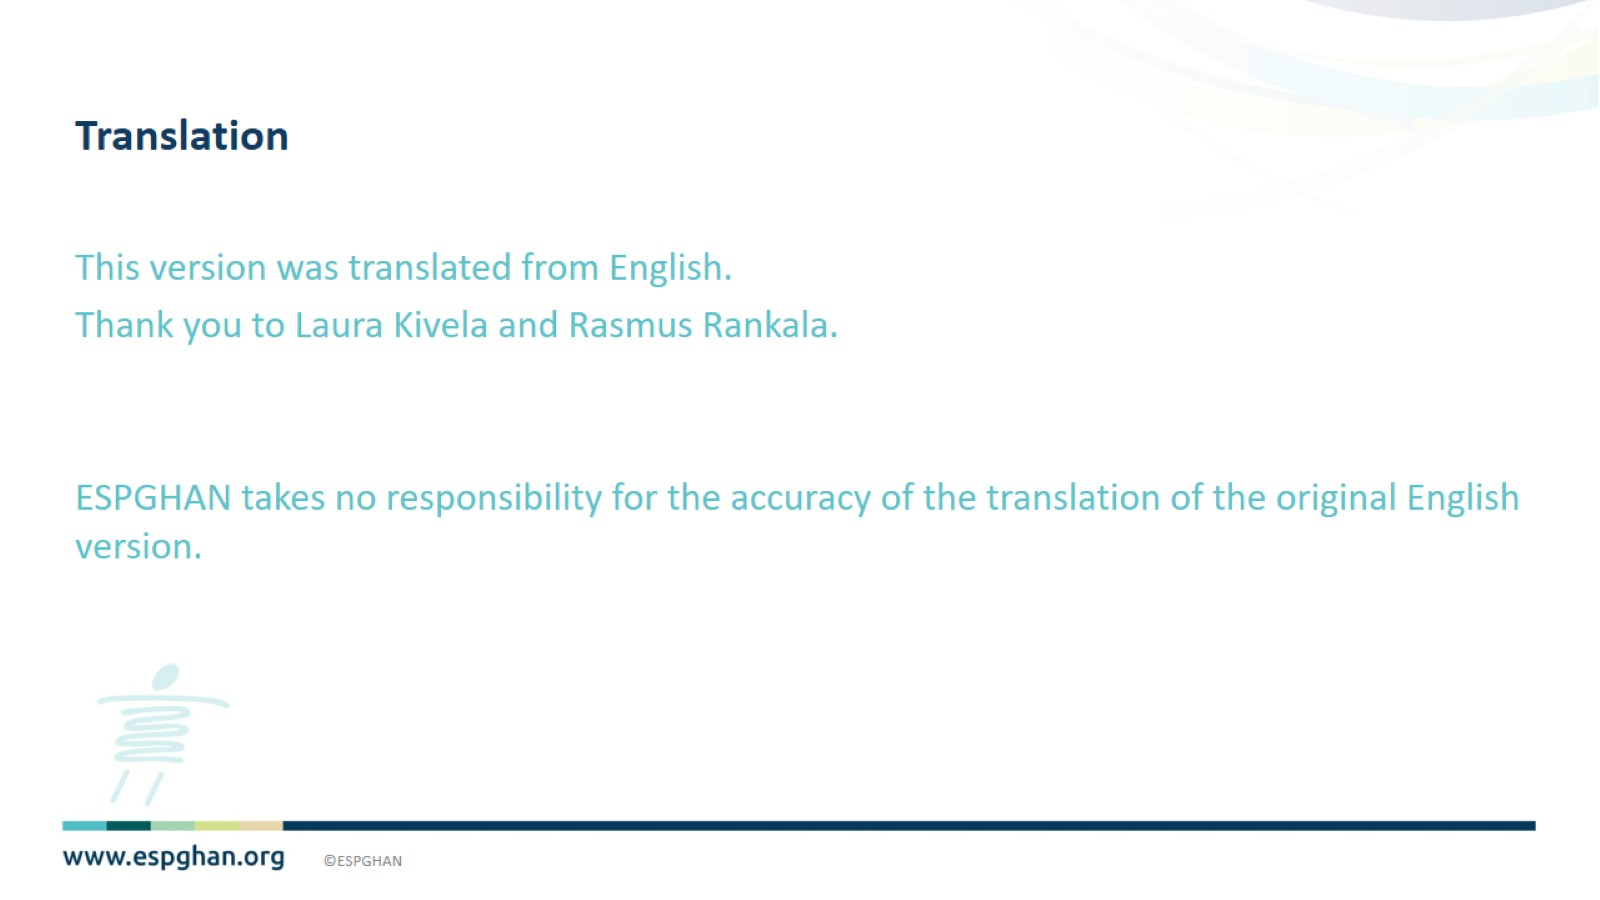 Translation
This version was translated from English.
Thank you to Laura Kivela and Rasmus Rankala.
ESPGHAN takes no responsibility for the accuracy of the translation of the original English
version.
www.espghan.org
©ESPGHAN